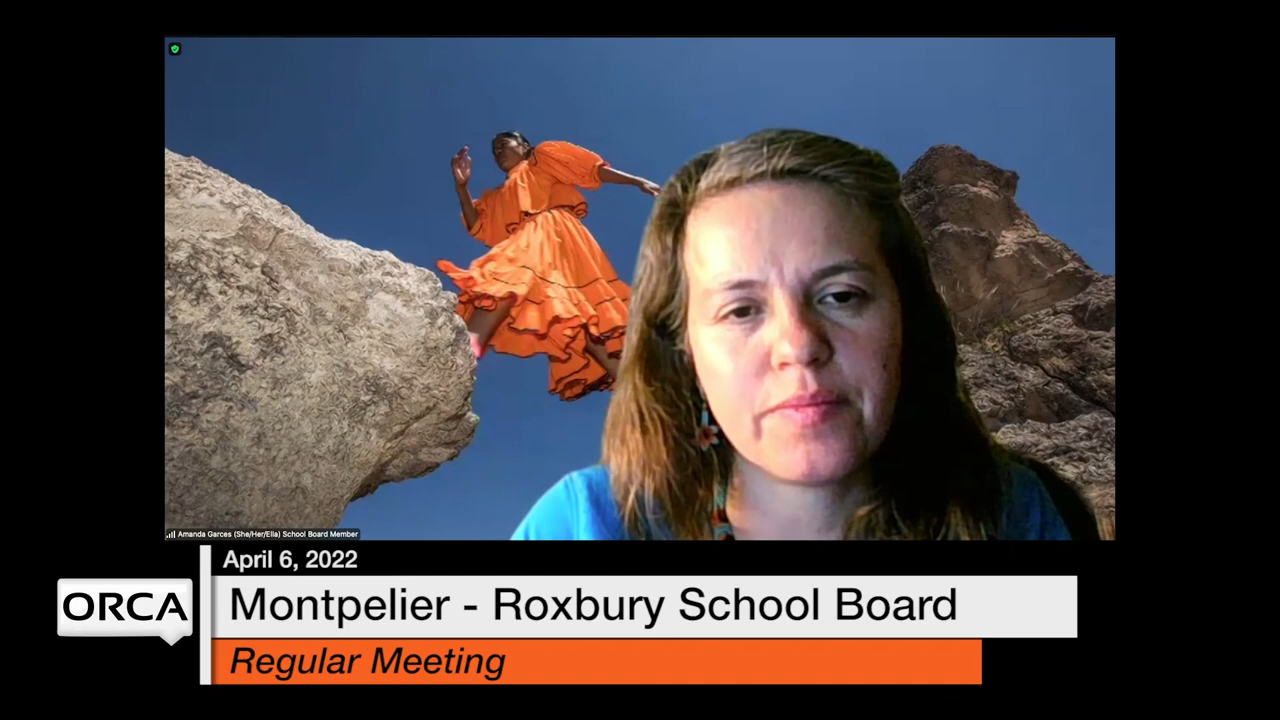 Amanda Garces (She/Her/Ella) School Board Member
April 6, 2022
ORCA
Montpelier - Roxbury School Board
Regular Meeting